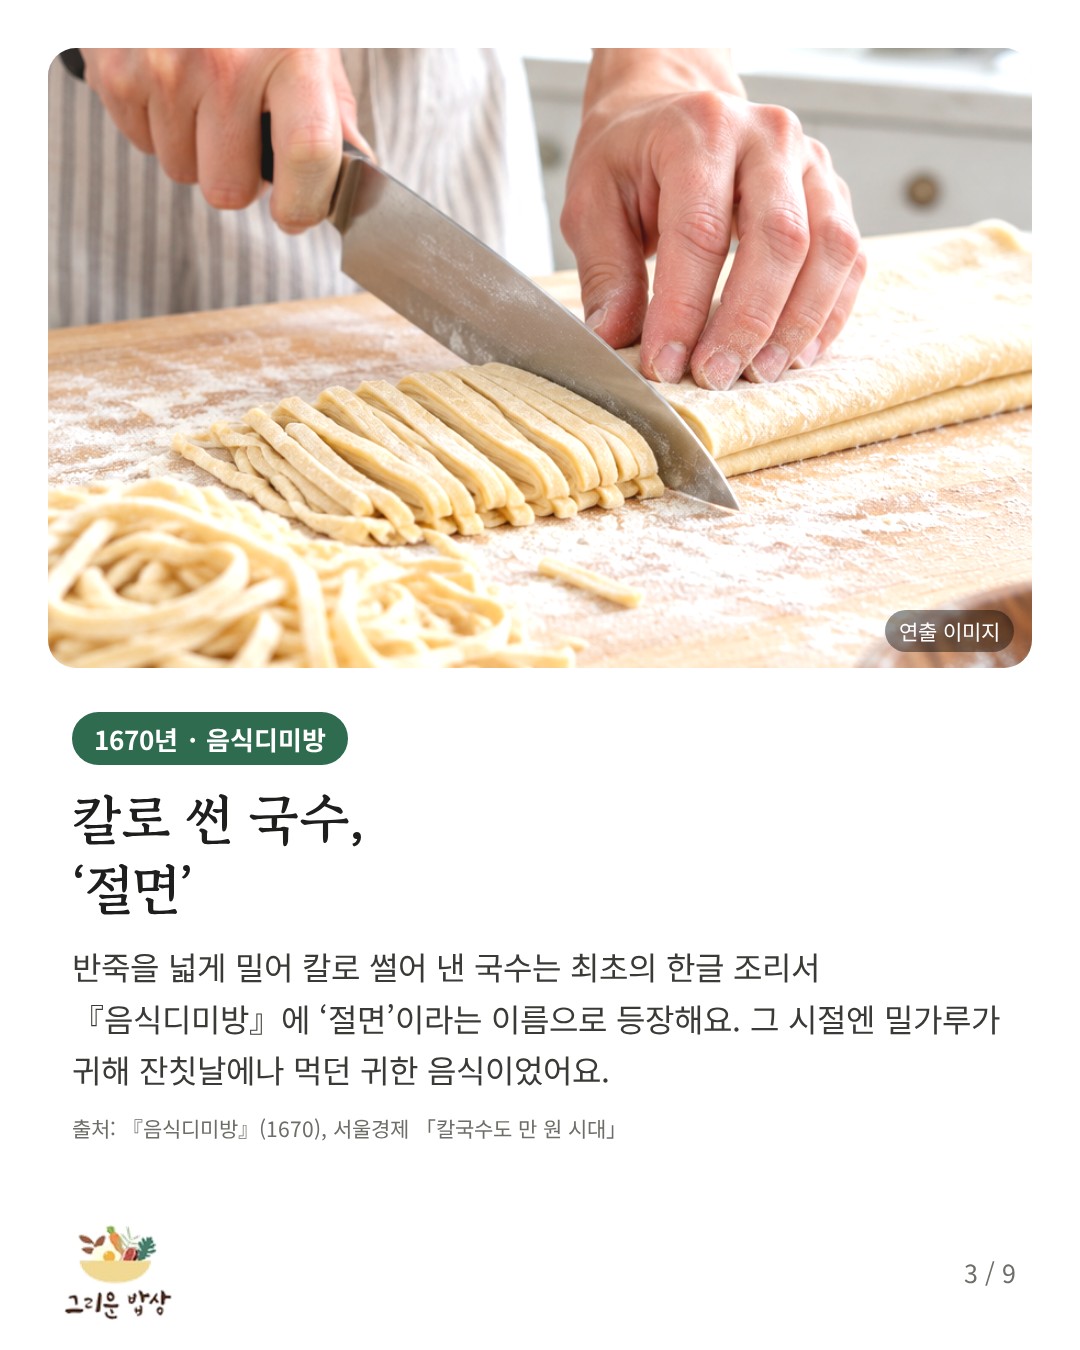 연출 이미지
1670년 · 음식디미방
칼로 썬 국수,
‘절면’
반죽을 넓게 밀어 칼로 썰어 낸 국수는 최초의 한글 조리서
『음식디미방』에 ‘절면’이라는 이름으로 등장해요. 그 시절엔 밀가루가
귀해 잔칫날에나 먹던 귀한 음식이었어요.
출처: 『음식디미방』(1670), 서울경제 「칼국수도 만 원 시대」
그리운 밥상
3 / 9